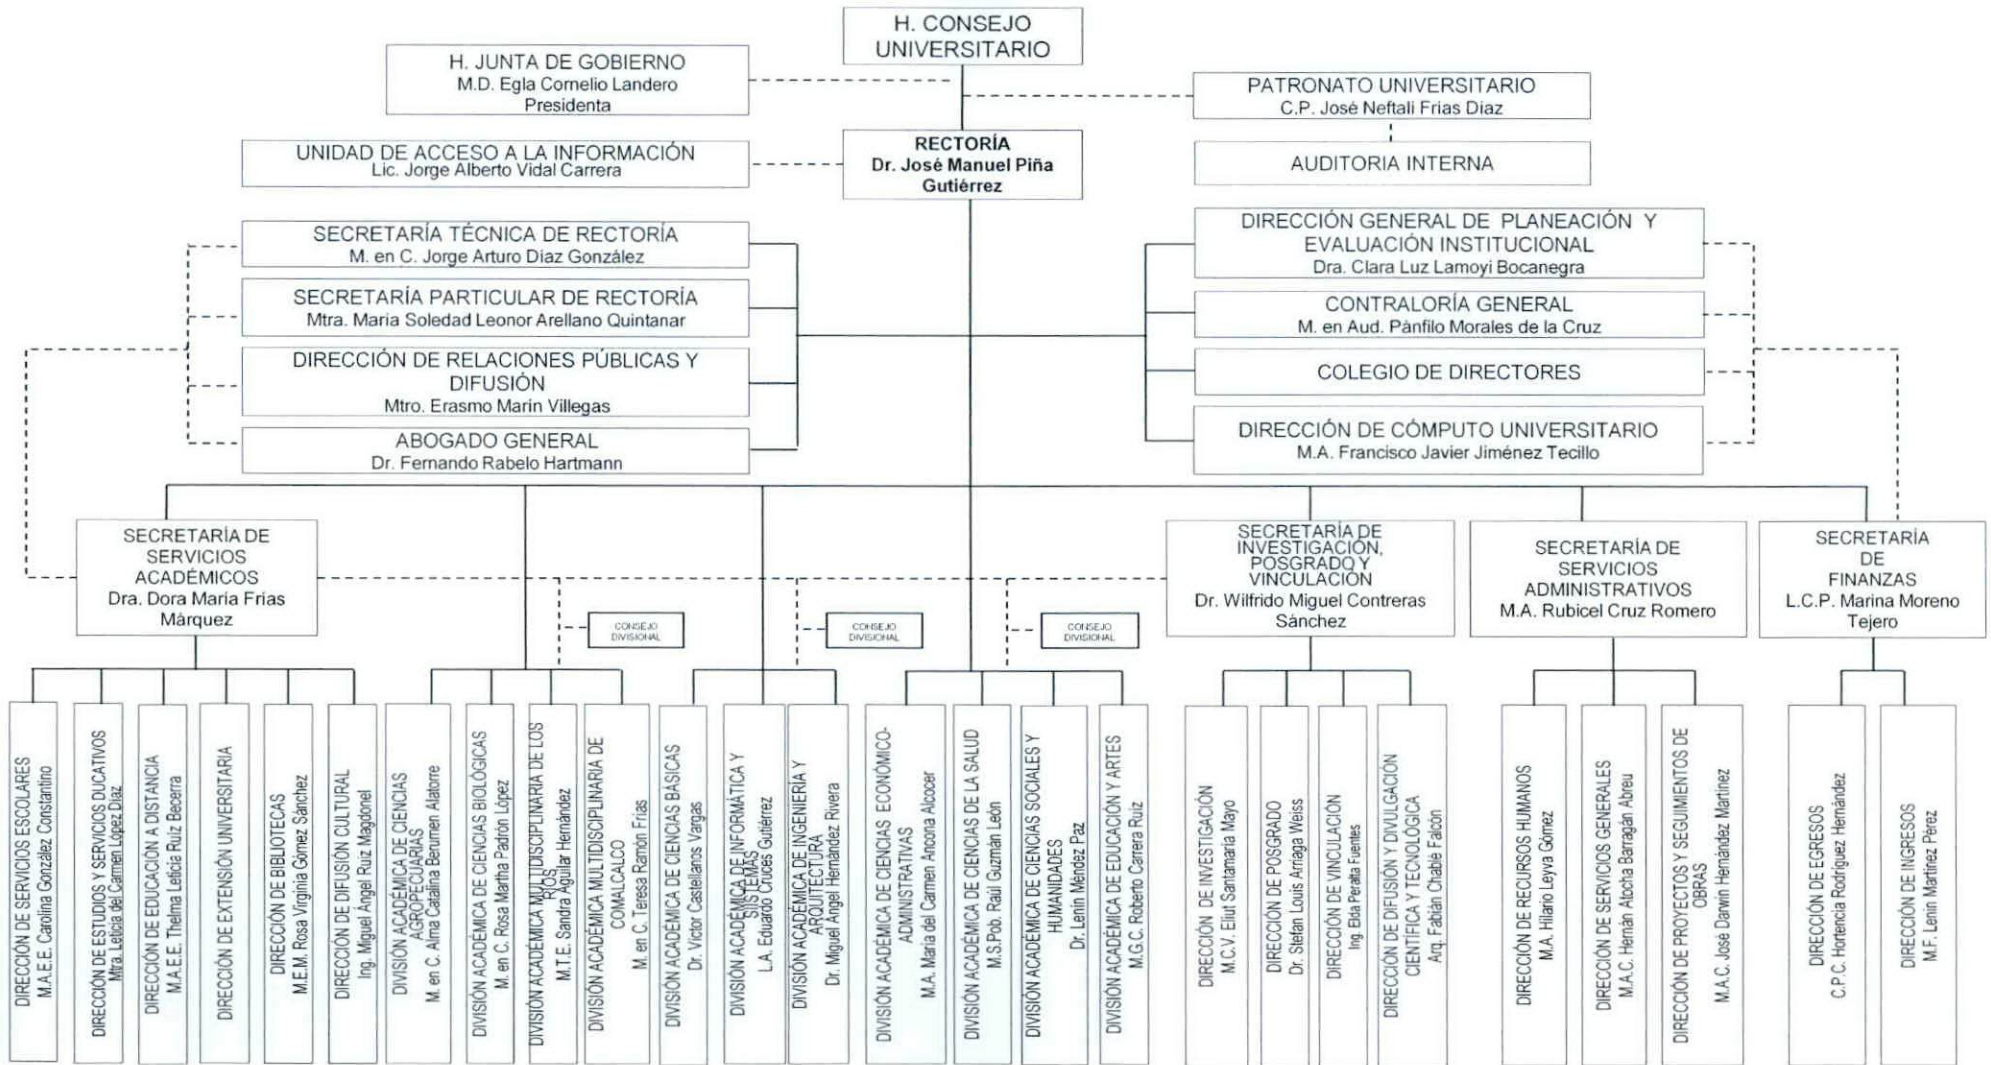 H. CONSEJO
UNIVERSITARIO
H. JUNTA DE GOBIERNO
M.D. Egla Cornelio Landero
Presidenta
PATRONATO UNIVERSITARIO
C.P. José Neftali Frias Diaz
UNIDAD DE ACCESO A LA INFORMACIÓN
Lic. Jorge Alberto Vidal Carrera
RECTORÍA
Dr. José Manuel Piña
Gutiérrez
AUDITORIA INTERNA
SECRETARÍA TÉCNICA DE RECTORÍA
M. en C. Jorge Arturo Diaz González
DIRECCIÓN GENERAL DE PLANEACIÓN Y
EVALUACIÓN INSTITUCIONAL
Dra. Clara Luz Lamoyi Bocanegra
SECRETARÍA PARTICULAR DE RECTORÍA
Mtra. Maria Soledad Leonor Arellano Quintanar
CONTRALORÍA GENERAL
M. en Aud. Pánfilo Morales de la Cruz
DIRECCIÓN DE RELACIONES PÚBLICAS Y
DIFUSIÓN
Mtro. Erasmo Marin Villegas
COLEGIO DE DIRECTORES
ABOGADO GENERAL
Dr. Fernando Rabelo Hartmann
DIRECCIÓN DE CÓMPUTO UNIVERSITARIO
M.A. Francisco Javier Jiménez Tecillo
SECRETARÍA DE
SERVICIOS
ACADÉMICOS
Dra. Dora María Frias
Márquez
SECRETARÍA DE
INVESTIGACIÓN,
POSGRADO Y
VINCULACIÓN
Dr. Wilfrido Miguel Contreras
Sánchez
SECRETARÍA DE
SERVICIOS
ADMINISTRATIVOS
M.A. Rubicel Cruz Romero
SECRETARÍA
DE
FINANZAS
L.C.P. Marina Moreno
Tejero
CONSEJO
DIVISIONAL
CONSEJO
DIVISIONAL
CONSEJO
DIVISIONAL
DIRECCIÓN DE SERVICIOS ESCOLARES
M.A.E.E. Carolina González Constantino
DIRECCIÓN DE ESTUDIOS Y SERVICIOS DUCATIVOS
Mtra. Leticia del Carmen López Diaz
DIRECCIÓN DE EDUCACIÓN A DISTANCIA
M.A.E.E. Thelma Leticia Ruiz Becerra
DIRECCIÓN DE EXTENSIÓN UNIVERSITARIA
DIRECCIÓN DE BIBLIOTECAS
M.E.M. Rosa Virginia Gómez Sánchez
DIRECCIÓN DE DIFUSIÓN CULTURAL
Ing. Miguel Angel Ruiz Magdonel
DIVISIÓN ACADÉMICA DE CIENCIAS
AGROPECUARIAS
M. en C. Alma Catalina Berumen Alatorre
DIVISIÓN ACADÉMICA DE CIENCIAS BIOLÓGICAS
M. en C. Rosa Martha Padrón López
DIVISIÓN ACADÉMICA MULTIDISCIPLINARIA DE LOS
RIOS
M.T.E. Sandra Aguilar Hernández
DIVISIÓN ACADÉMICA MULTIDISCIPLINARIA DE
COMALCALCO
M. en C. Teresa Ramón Frias
DIVISIÓN ACADÉMICA DE CIENCIAS BÁSICAS
Dr. Victor Castellanos Vargas
DIVISIÓN ACADÉMICA DE INFORMÁTICA Y
SISTEMAS
L.A. Eduardo Cruces Gutiérrez
DIVISIÓN ACADÉMICA DE INGENIERÍA Y
ARQUITECTURA
Dr. Miguel Angel Hernández Rivera
DIVISIÓN ACADÉMICA DE CIENCIAS ECONÓMICO-
ADMINISTRATIVAS
M.A. Maria del Carmen Ancona Alcocer
DIVISIÓN ACADÉMICA DE CIENCIAS DE LA SALUD
M.S.Pob. Raúl Guzmán León
DIVISIÓN ACADÉMICA DE CIENCIAS SOCIALES Y
HUMANIDADES
Dr. Lenin Méndez Paz
DIVISIÓN ACADÉMICA DE EDUCACIÓN Y ARTES
M.G.C. Roberto Carrera Ruiz
DIRECCIÓN DE INVESTIGACIÓN
M.C.V. Eliut Santamaria Mayo
DIRECCIÓN DE POSGRADO
Dr. Stefan Louis Arriaga Weiss
DIRECCIÓN DE VINCULACION
Ing. Elda Peralta Fuentes
DIRECCIÓN DE DIFUSIÓN Y DIVULGACIÓN
CIENTÍFICA Y TECNOLÓGICA
Arq. Fabián Chablé Falcón
DIRECCIÓN DE RECURSOS HUMANOS
M.A. Hilario Leyva Gómez
DIRECCIÓN DE SERVICIOS GENERALES
M.A.C. Hernán Atocha Barragán Abreu
DIRECCIÓN DE PROYECTOS Y SEGUIMIENTOS DE
OBRAS
M.A.C. José Darwin Hernández Martinez
DIRECCIÓN DE EGRESOS
C.P.C. Hortencia Rodríguez Hernández
DIRECCIÓN DE INGRESOS
M.F. Lenin Martinez Pérez